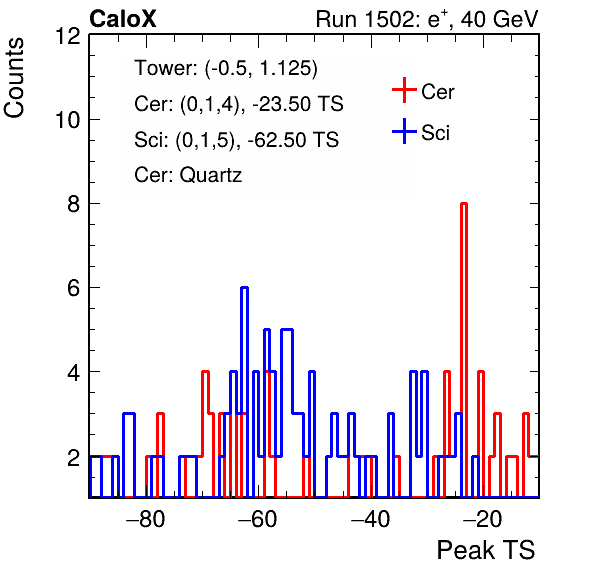 CaloX Run 1502: e⁺, 40 GeV
Counts
12
10
8
6
4
2
Tower: (-0.5, 1.125)
Cer: (0,1,4), -23.50 TS
Sci: (0,1,5), -62.50 TS
Cer: Quartz
Cer
Sci
−80 −60 −40 −20
Peak TS